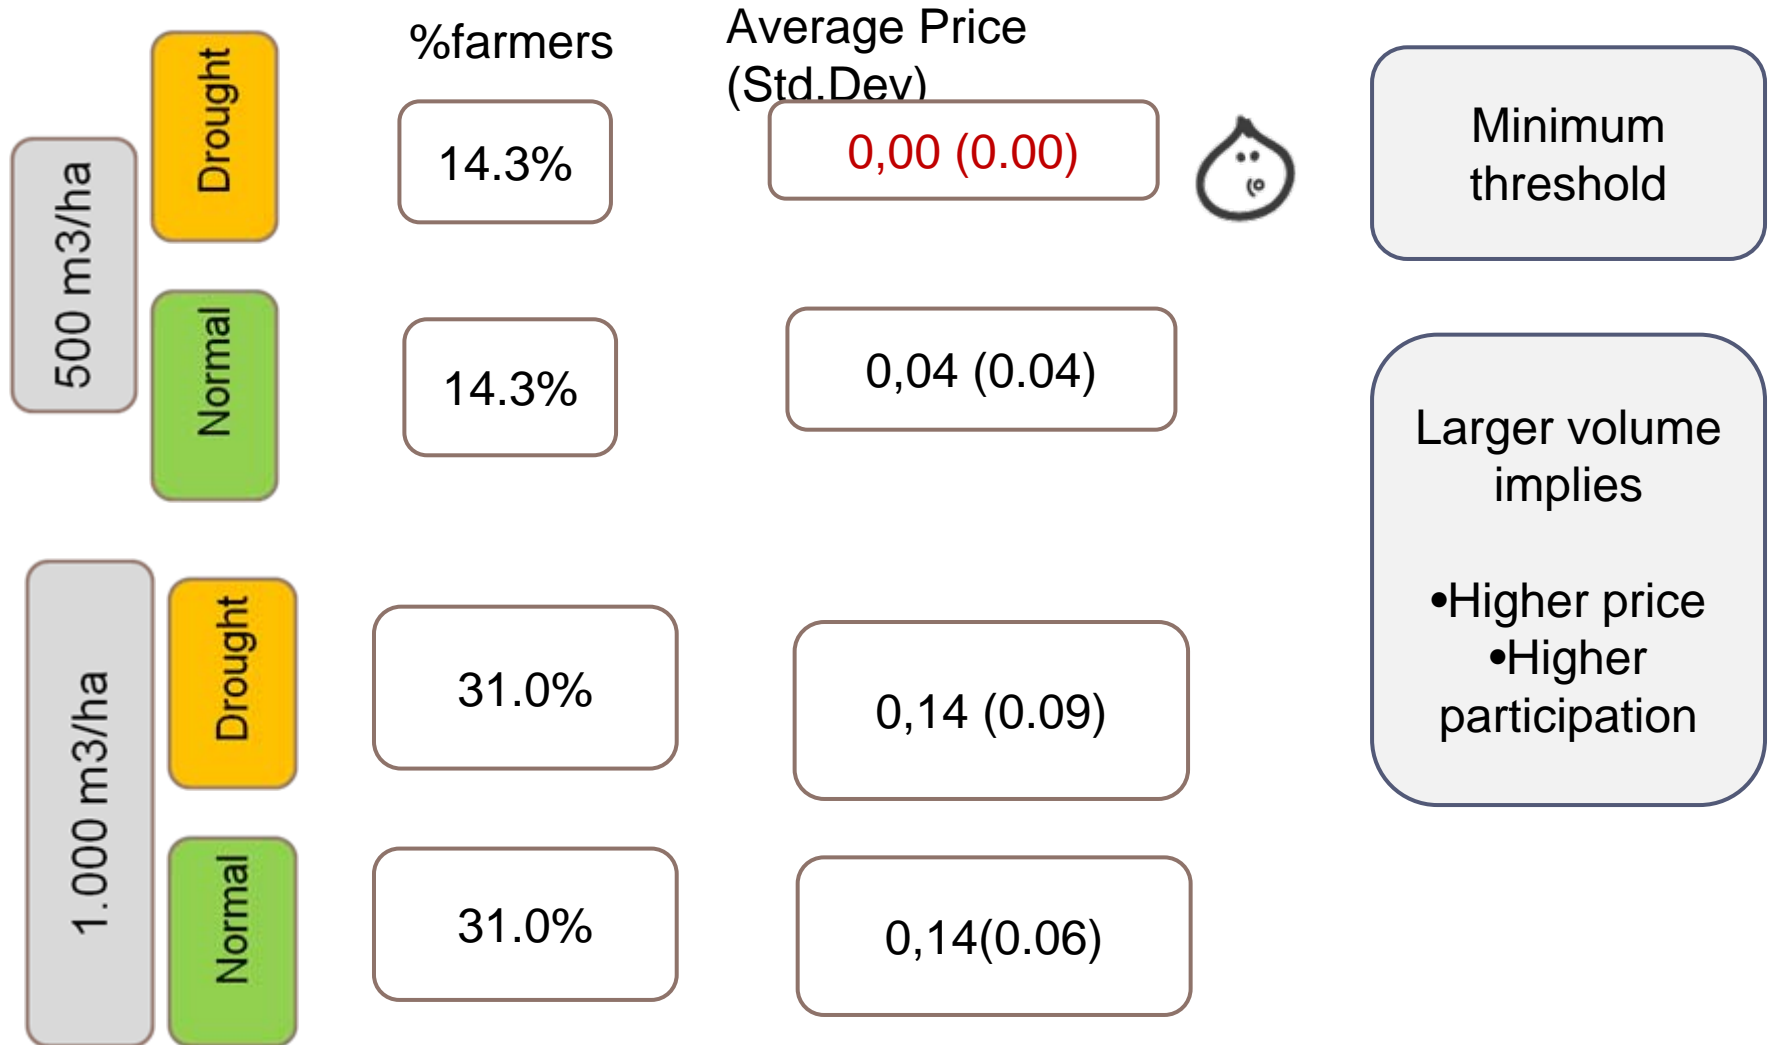 %farmers
Average Price
(Std.Dev)
500 m3/ha
Drought
14.3%
0,00 (0.00)
Minimum
threshold
Normal
14.3%
0,04 (0.04)
Larger volume
implies
•Higher price
•Higher
participation
1.000 m3/ha
Drought
31.0%
0,14 (0.09)
Normal
31.0%
0,14(0.06)